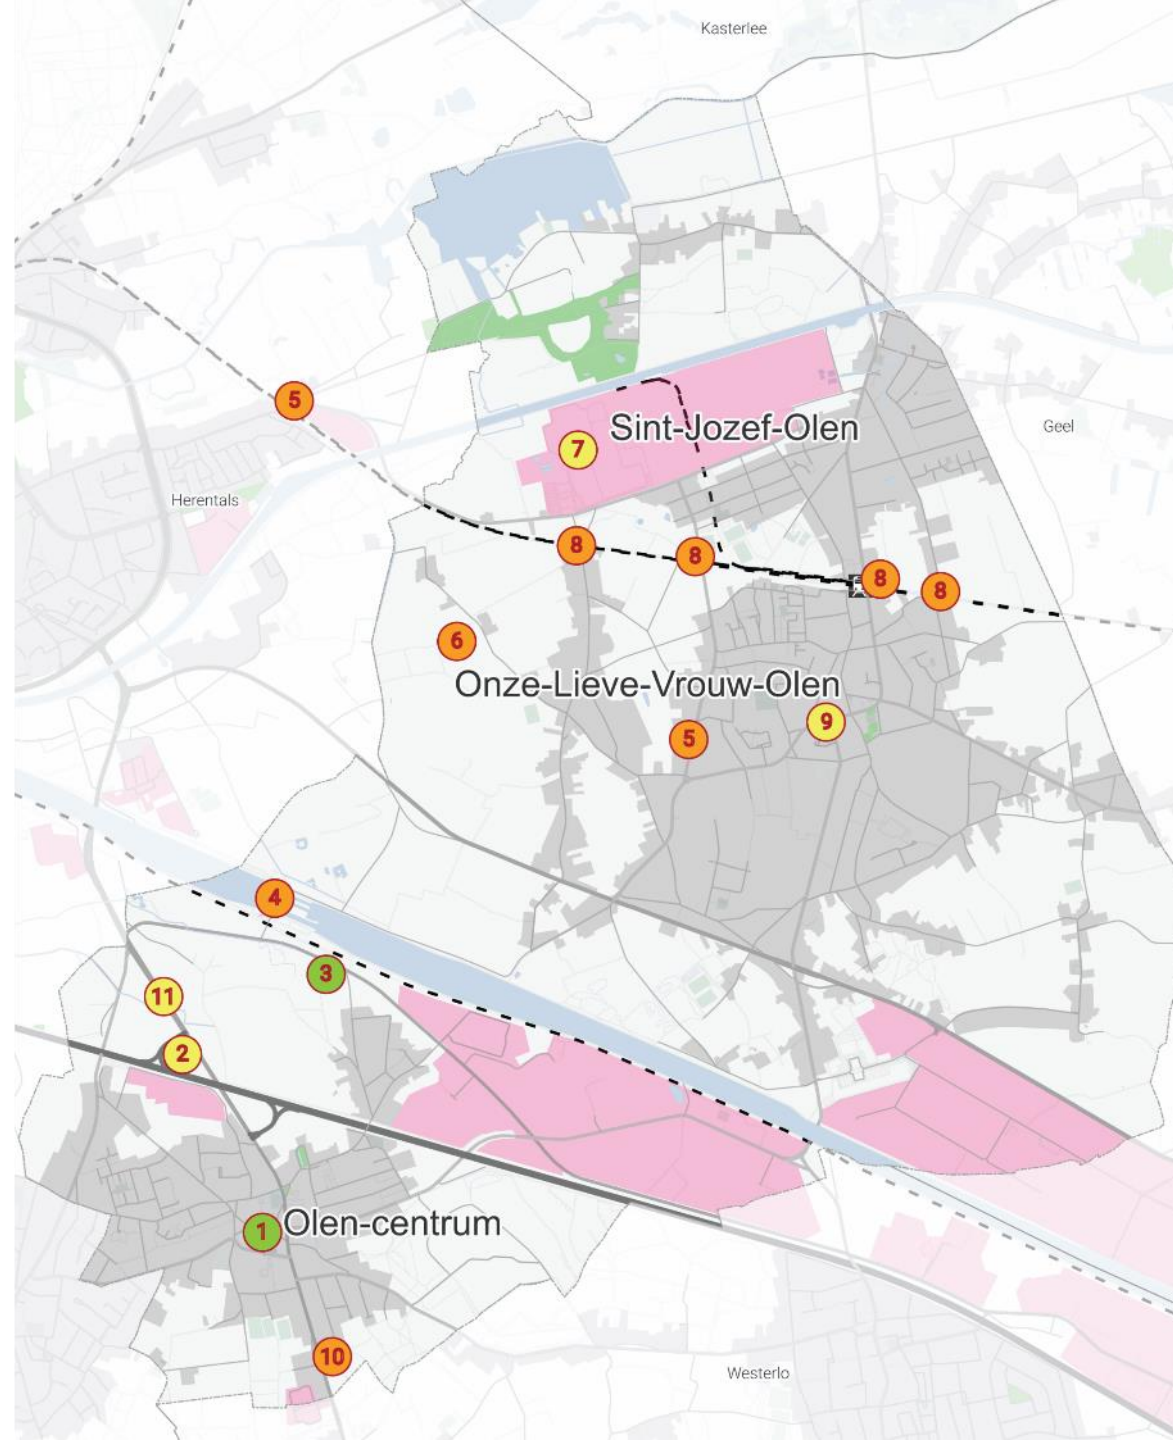 Kasterlee
5
Geel
Sint-Jozef-Olen
7
Herentals
8
8
8
8
6
Onze-Lieve-Vrouw-Olen
9
5
4
3
11
2
1
Olen-centrum
10
Westerlo